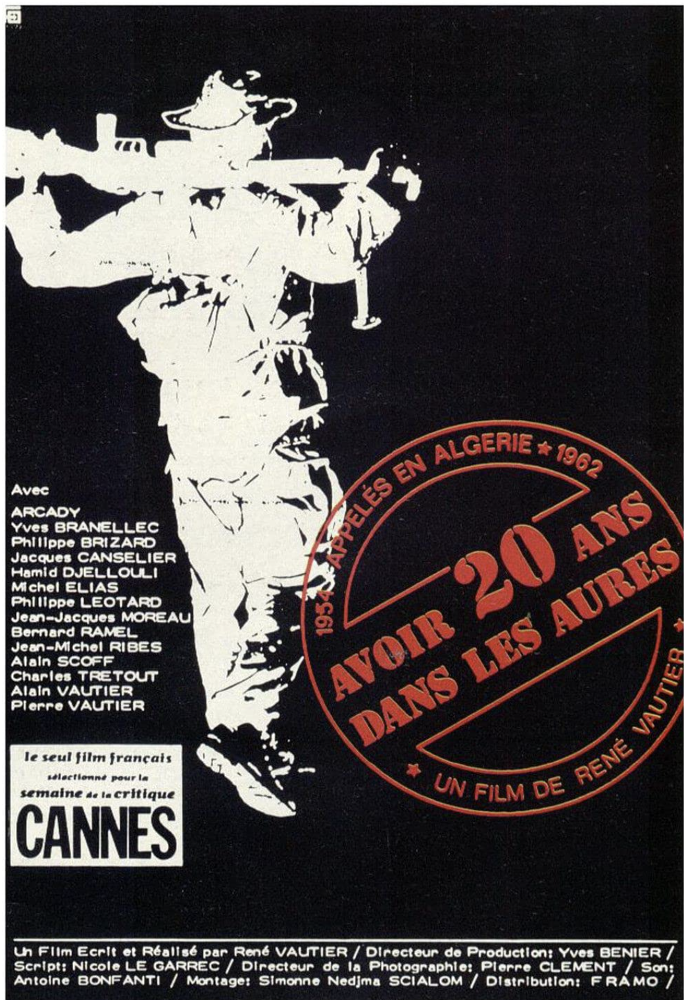 1954 APPELÉS EN ALGERIE ★ 1962
AVOIR 20 ANS
DANS LES AURES
★ UN FILM DE RENÉ VAUTIER ★
Avec
ARCADY
Yves BRANELLEC
Philippe BRIZARD
Jacques CANSELIER
Hamid DJELLOULI
Michel ELIAS
Philippe LEOTARD
Jean-Jacques MOREAU
Bernard RAMEL
Jean-Michel RIBES
Alain SCOFF
Charles TRETOUT
Alain VAUTIER
Pierre VAUTIER
le seul film français
sélectionné pour la
semaine de la critique
CANNES
Un Film Ecrit et Réalisé par René VAUTIER / Directeur de Production: Yves BENIER /
Script: Nicole LE GARREC / Directeur de la Photographie: Pierre CLEMENT / Son:
Antoine BONFANTI / Montage: Simonne Nedjma SCIALOM / Distribution: FRAMO /